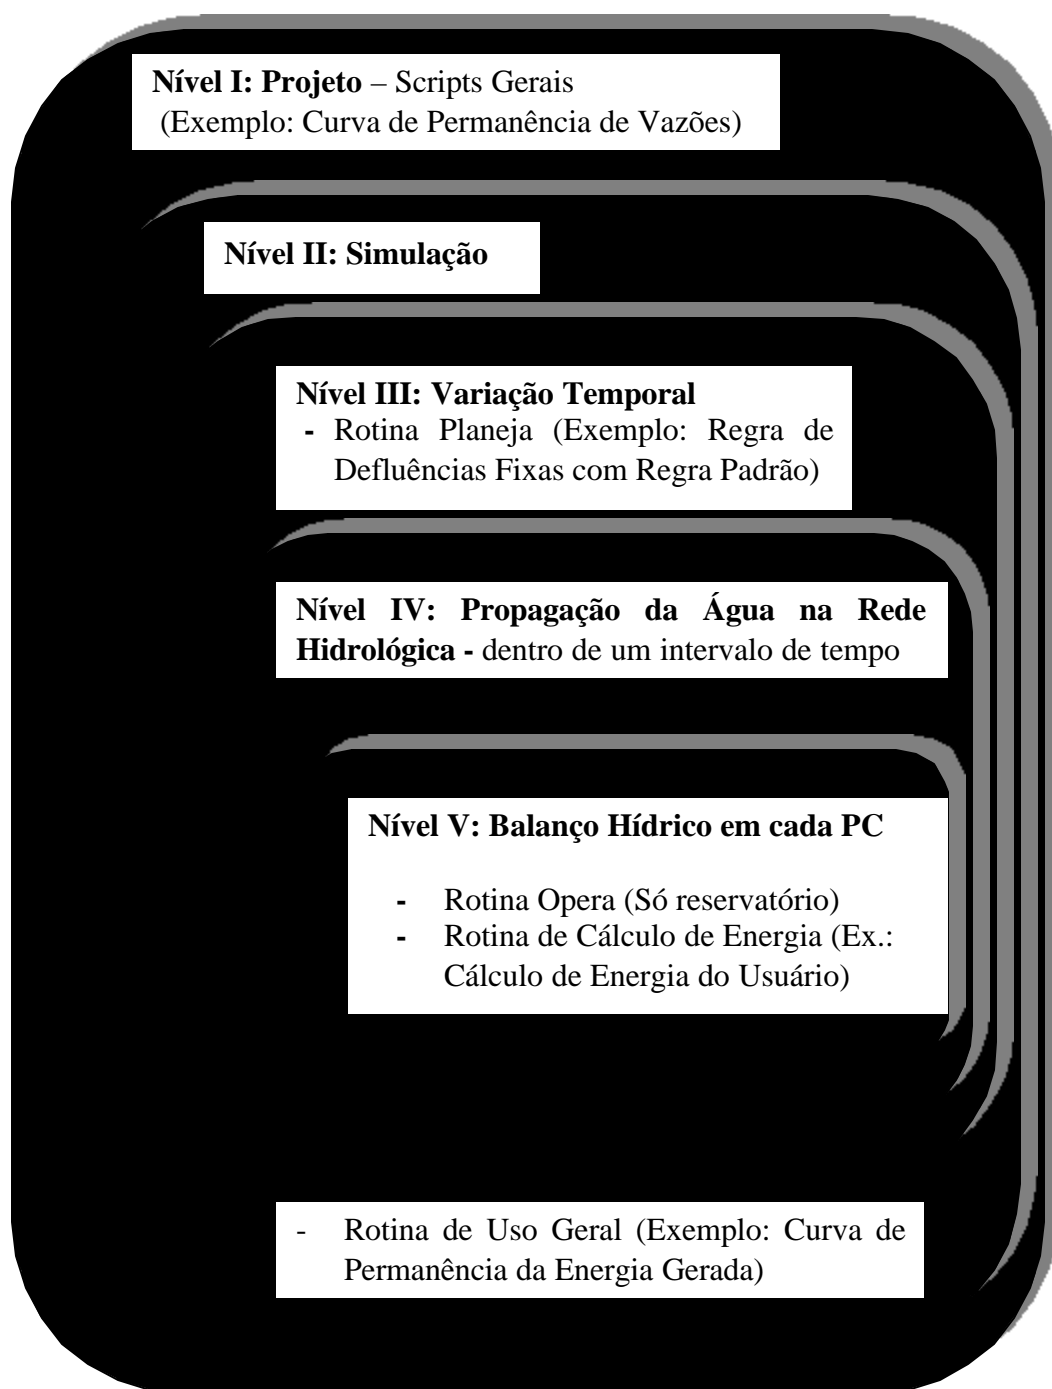 Nível I: Projeto – Scripts Gerais
(Exemplo: Curva de Permanência de Vazões)
Nível II: Simulação
Nível III: Variação Temporal
- Rotina Planeja (Exemplo: Regra de
Defluências Fixas com Regra Padrão)
Nível IV: Propagação da Água na Rede
Hidrológica - dentro de um intervalo de tempo
Nível V: Balanço Hídrico em cada PC
- Rotina Opera (Só reservatório)
- Rotina de Cálculo de Energia (Ex.:
Cálculo de Energia do Usuário)
- Rotina de Uso Geral (Exemplo: Curva de
Permanência da Energia Gerada)